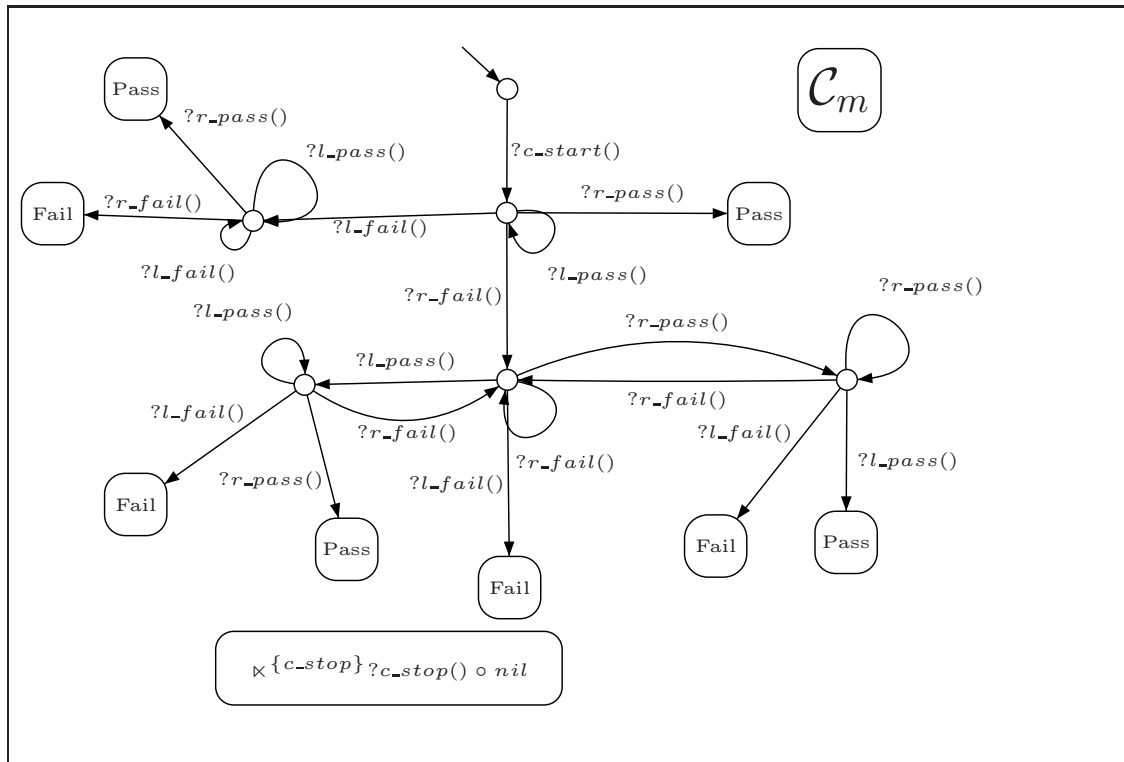 Pass
𝒞m
?r_pass()
?l_pass()
?c_start()
?r_pass()
Fail
?r_fail()
Pass
?l_fail()
?l_fail()
?l_pass()
?r_fail()
?r_pass()
?l_pass()
?r_pass()
?l_pass()
?r_fail()
?l_fail()
?r_fail()
?l_fail()
?r_fail()
?l_pass()
?r_pass()
?l_fail()
Fail
Pass
Fail
Pass
Fail
⋉{c_stop}?c_stop() ∘ nil